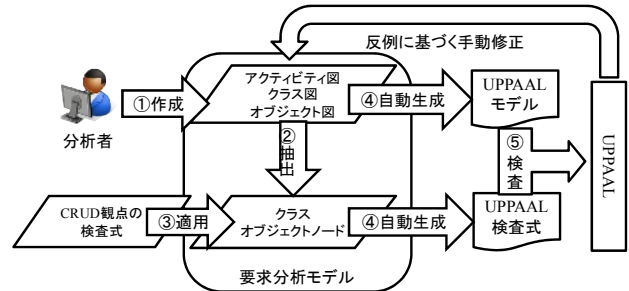 反例に基づく手動修正
アクティビティ図
クラス図
オブジェクト図
①作成
④自動生成
UPPAAL
モデル
分析者
②抽出
⑤検査
UPPAAL
CRUD観点の
検査式
③適用
クラス
オブジェクトノード
④自動生成
UPPAAL
検査式
要求分析モデル